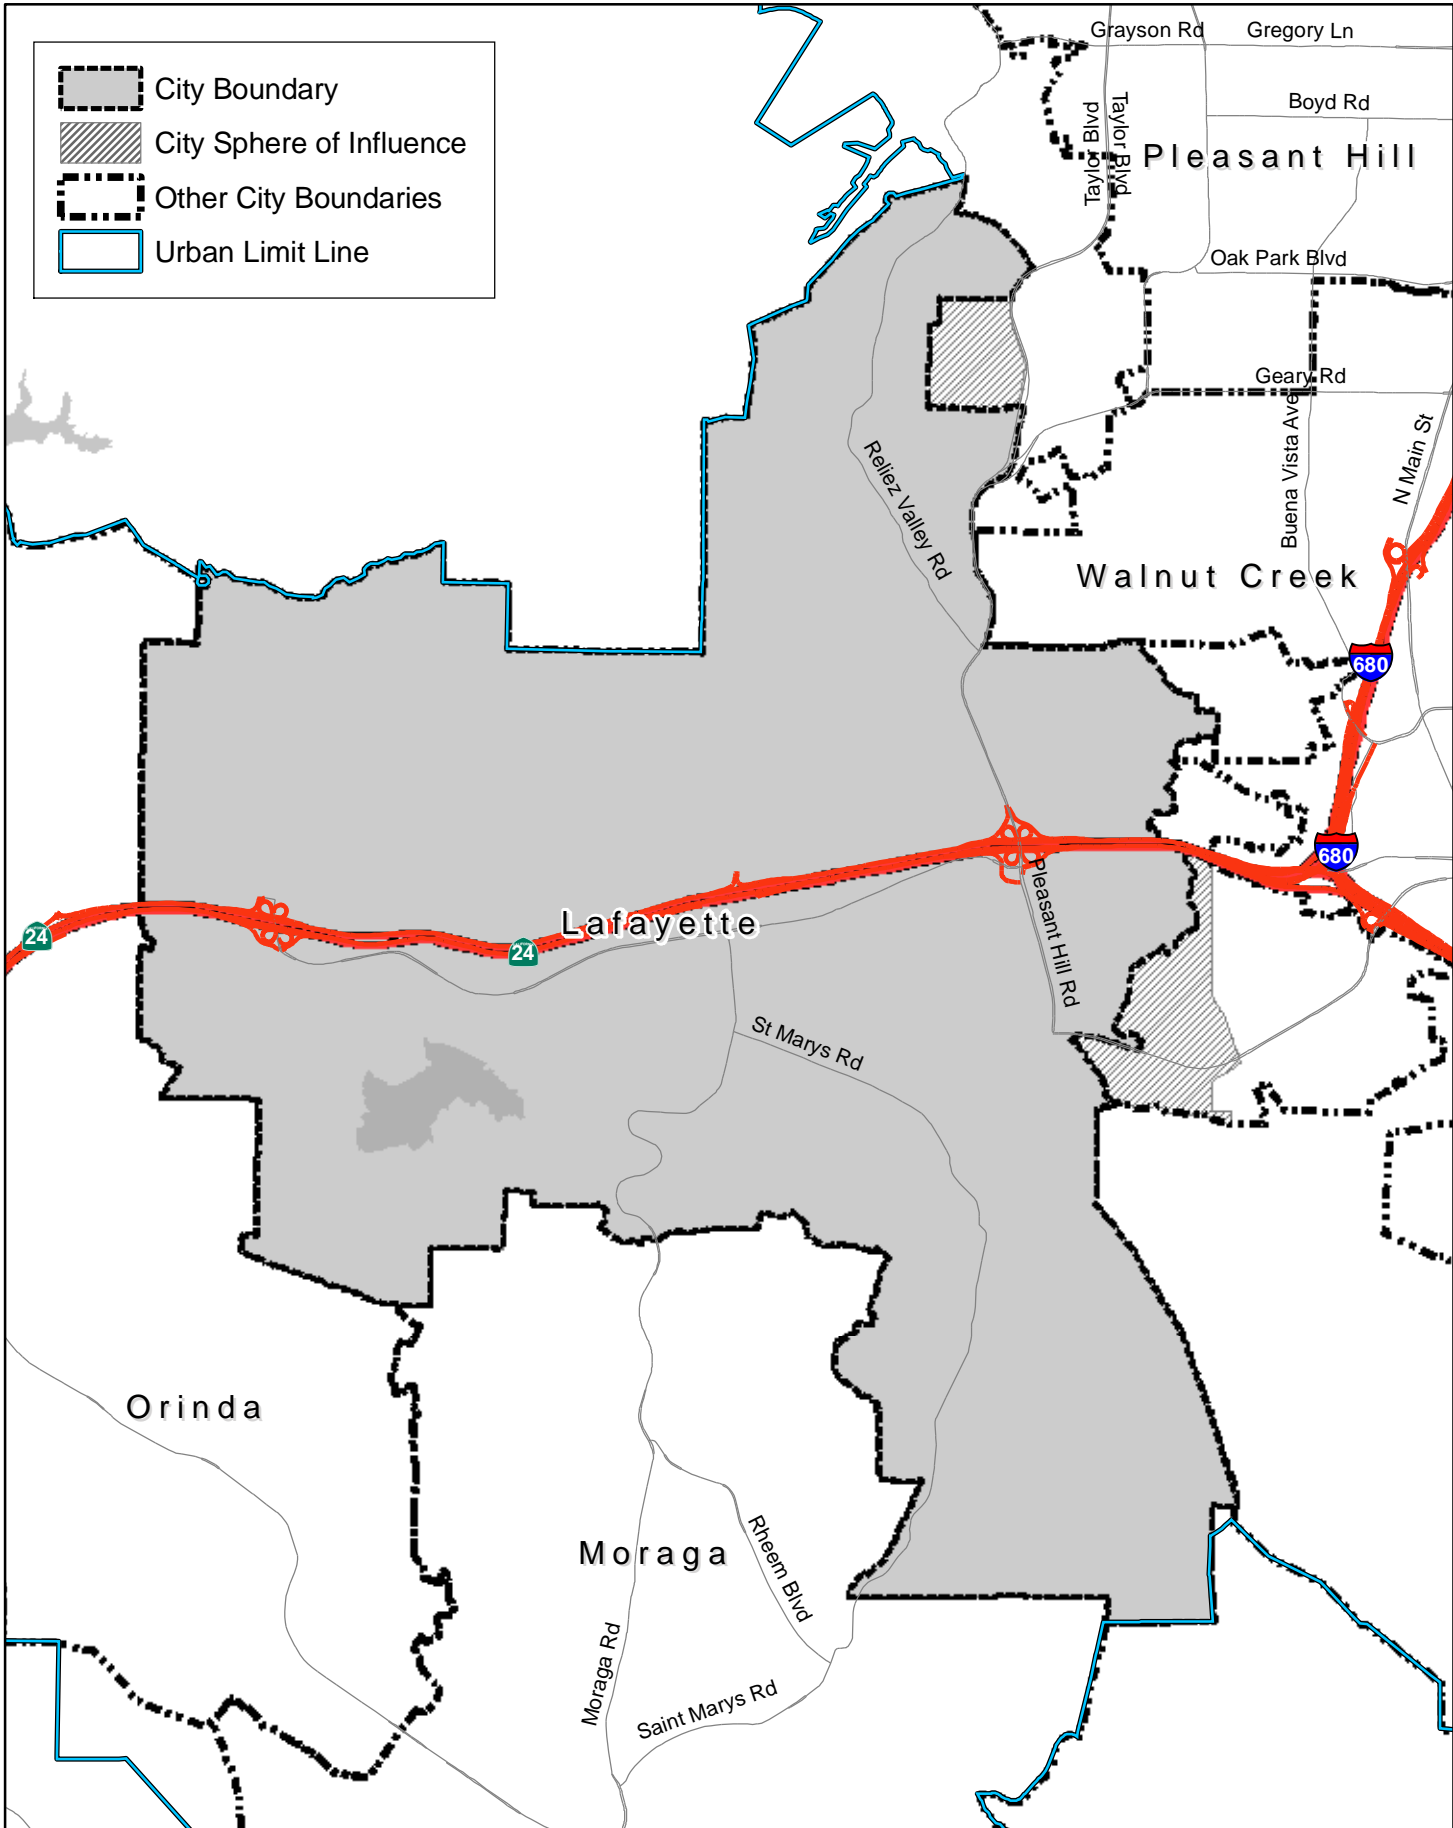 City Boundary
City Sphere of Influence
Other City Boundaries
Urban Limit Line
Grayson Rd
Gregory Ln
Boyd Rd
Taylor Blvd
Taylor Blvd
Pleasant Hill
Oak Park Blvd
Geary Rd
Buena Vista Ave
N Main St
Reliez Valley Rd
Walnut Creek
680
680
24
24
Lafayette
Pleasant Hill Rd
St Marys Rd
Orinda
Moraga
Rheem Blvd
Moraga Rd
Saint Marys Rd